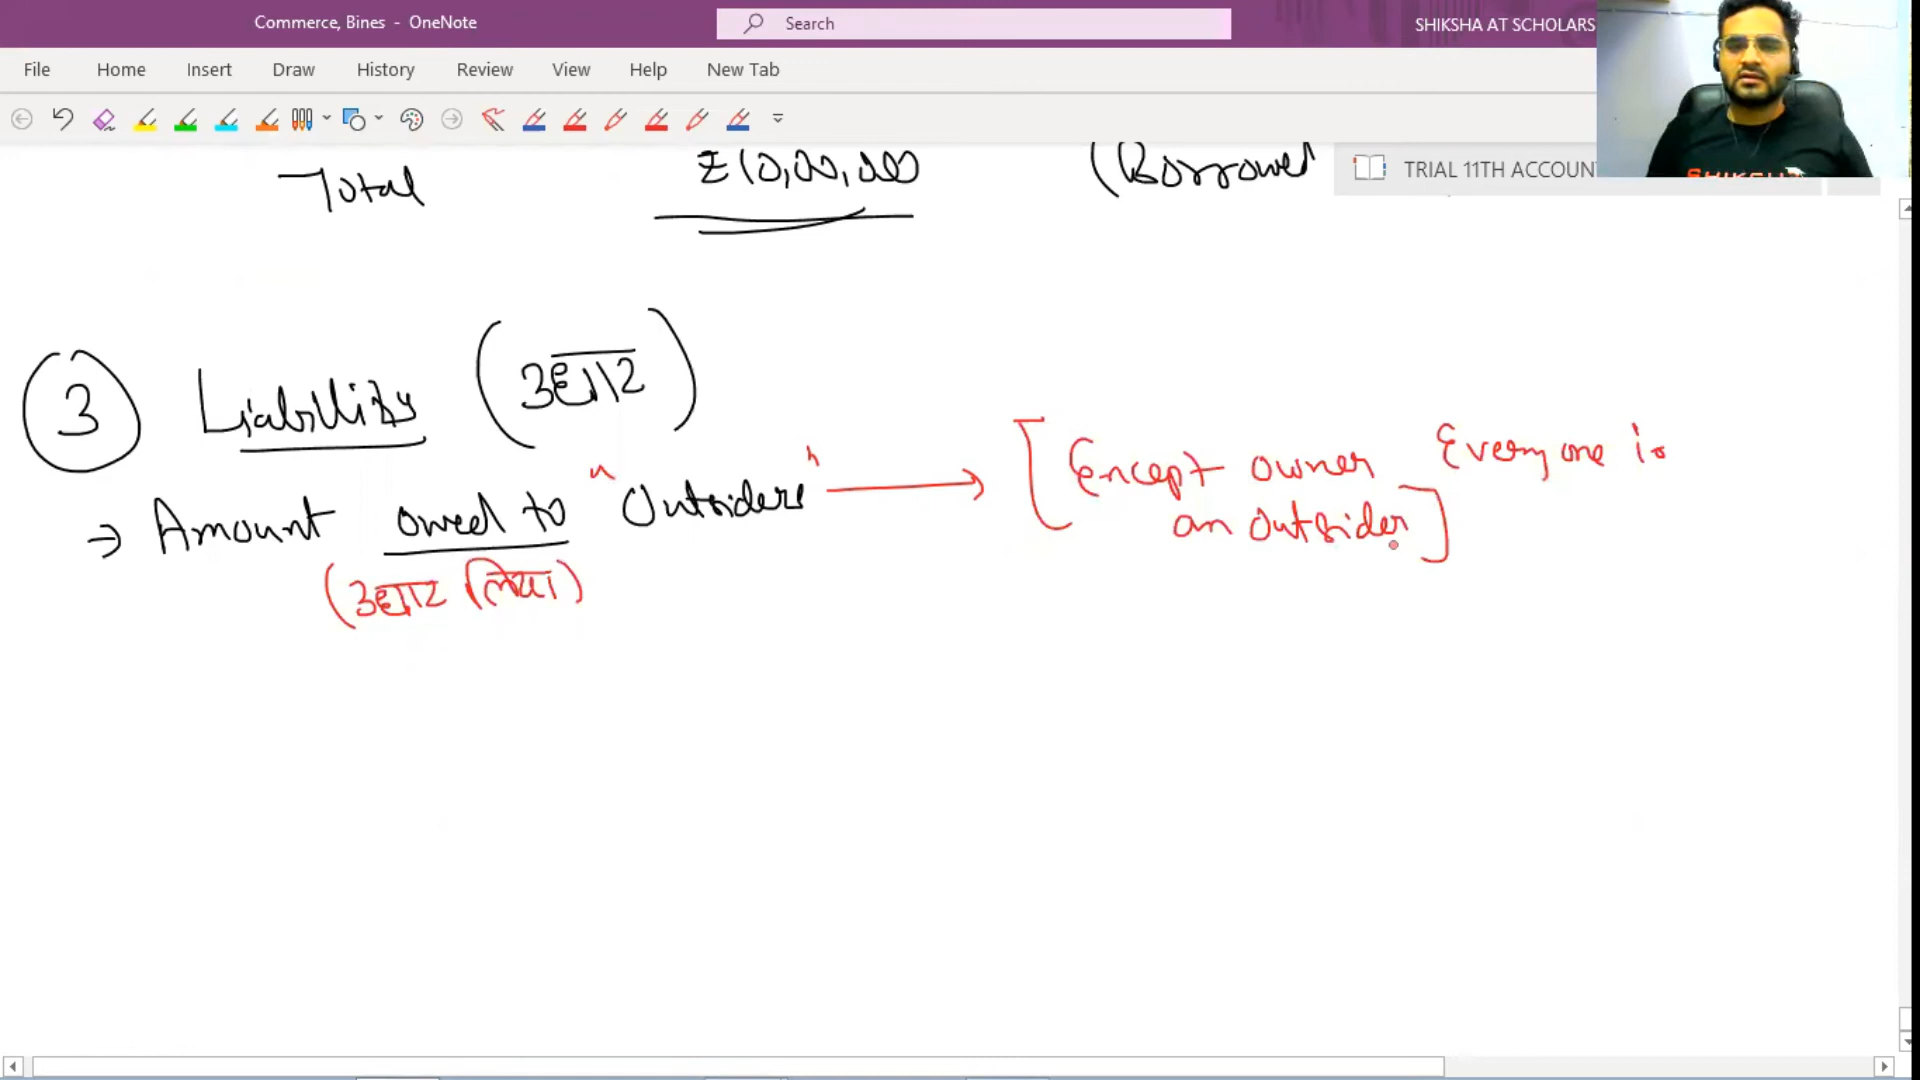 Commerce, Bines - OneNote
Search
SHIKSHA AT SCHOLARS
File Home Insert Draw History Review View Help New Tab
TRIAL 11TH ACCOUN
Total ₹10,00,000 (Borrowed
3 Liability (उधार)
→ Amount owed to "Outsiders" → [Except owner Everyone is
an outsider]
(उधार लिया)